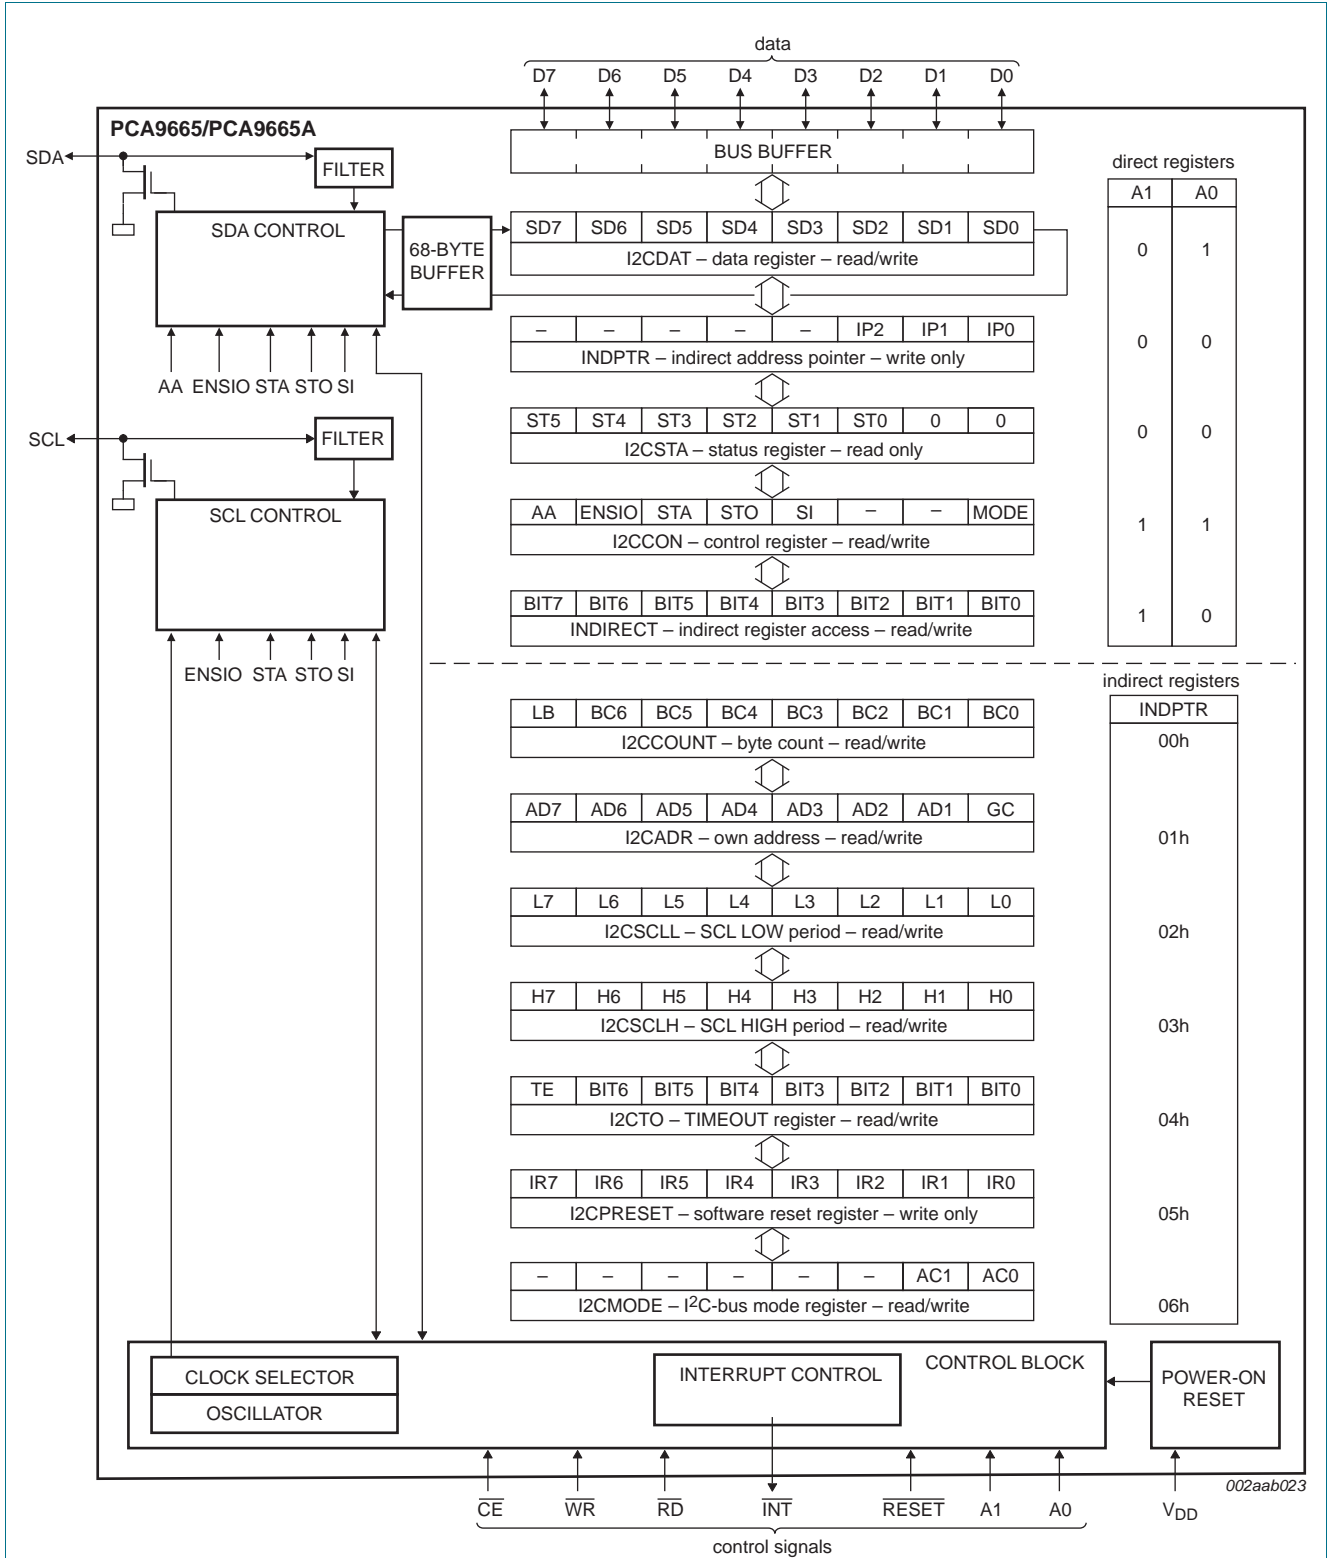 data
D7 D6 D5 D4 D3 D2 D1 D0
PCA9665/PCA9665A
SDA
FILTER
BUS BUFFER
direct registers
A1 A0
SDA CONTROL
68-BYTE
BUFFER
SD7 SD6 SD5 SD4 SD3 SD2 SD1 SD0
I2CDAT – data register – read/write
0 1
– – – – – IP2 IP1 IP0
INDPTR – indirect address pointer – write only
0 0
AA ENSIO STA STO SI
SCL
FILTER
ST5 ST4 ST3 ST2 ST1 ST0 0 0
I2CSTA – status register – read only
0 0
SCL CONTROL
AA ENSIO STA STO SI – – MODE
I2CCON – control register – read/write
1 1
BIT7 BIT6 BIT5 BIT4 BIT3 BIT2 BIT1 BIT0
INDIRECT – indirect register access – read/write
1 0
ENSIO STA STO SI
indirect registers
INDPTR
LB BC6 BC5 BC4 BC3 BC2 BC1 BC0
I2CCOUNT – byte count – read/write
00h
AD7 AD6 AD5 AD4 AD3 AD2 AD1 GC
I2CADR – own address – read/write
01h
L7 L6 L5 L4 L3 L2 L1 L0
I2CSCLL – SCL LOW period – read/write
02h
H7 H6 H5 H4 H3 H2 H1 H0
I2CSCLH – SCL HIGH period – read/write
03h
TE BIT6 BIT5 BIT4 BIT3 BIT2 BIT1 BIT0
I2CTO – TIMEOUT register – read/write
04h
IR7 IR6 IR5 IR4 IR3 IR2 IR1 IR0
I2CPRESET – software reset register – write only
05h
– – – – – – AC1 AC0
I2CMODE – I²C-bus mode register – read/write
06h
CLOCK SELECTOR
OSCILLATOR
INTERRUPT CONTROL
CONTROL BLOCK
POWER-ON
RESET
002aab023
C̅E̅ W̅R̅ R̅D̅ I̅N̅T̅ R̅E̅S̅E̅T̅ A1 A0 VDD
control signals